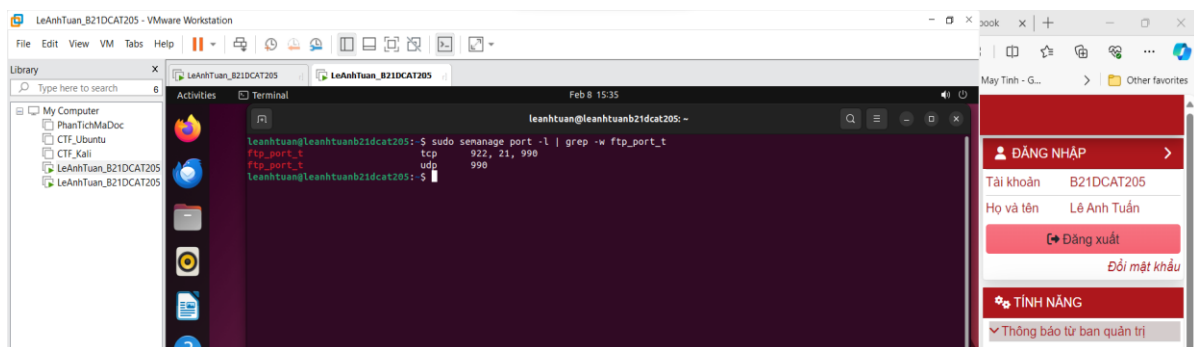 LeAnhTuan_B21DCAT205 - VMware Workstation
File Edit View VM Tabs Help
Library
Type here to search
My Computer
PhanTichMaDoc
CTF_Ubuntu
CTF_Kali
LeAnhTuan_B21DCAT205
LeAnhTuan_B21DCAT205
LeAnhTuan_B21DCAT205
LeAnhTuan_B21DCAT205
Activities Terminal Feb 8 15:35
leanhtuan@leanhtuanb21dcat205: ~
leanhtuan@leanhtuanb21dcat205:~$ sudo semanage port -l | grep -w ftp_port_t
ftp_port_t tcp 922, 21, 990
ftp_port_t udp 990
leanhtuan@leanhtuanb21dcat205:~$
May Tinh - G... Other favorites
ĐĂNG NHẬP
Tài khoản B21DCAT205
Họ và tên Lê Anh Tuấn
Đăng xuất
Đổi mật khẩu
TÍNH NĂNG
Thông báo từ ban quản trị